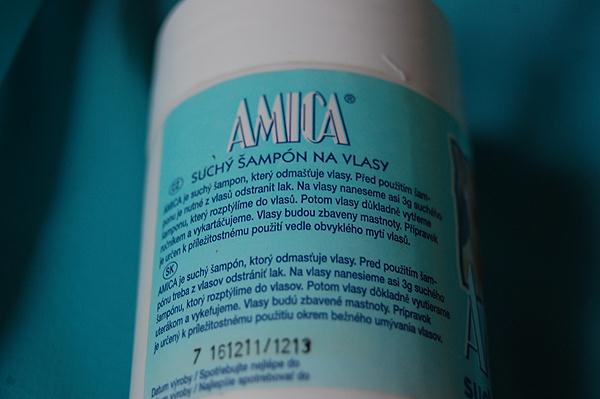 AMICA®
SUCHÝ ŠAMPÓN NA VLASY
CZ
AMICA je suchý šampon, který odmašťuje vlasy. Před použitím šam-
ponu je nutné z vlasů odstranit lak. Na vlasy naneseme asi 3g suchého
šamponu, který rozptýlíme do vlasů. Potom vlasy důkladně vytřeme
ručníkem a vykartáčujeme. Vlasy budou zbaveny mastnoty. Přípravek
je určen k příležitostnému použití vedle obvyklého mytí vlasů.
SK
AMICA je suchý šampón, ktorý odmašťuje vlasy. Pred použitím šam-
pónu treba z vlasov odstrániť lak. Na vlasy nanesieme asi 3g suchého
šampónu, ktorý rozptýlime do vlasov. Potom vlasy dôkladne vyutierame
uterákom a vykefujeme. Vlasy budú zbavené mastnoty. Prípravok
je určený k príležitostnému použitiu okrem bežného umývania vlasov.
7 161211/1213
Datum výroby / Spotřebujte nejlépe do
Dátum výroby / Najlepšie spotrebovať do